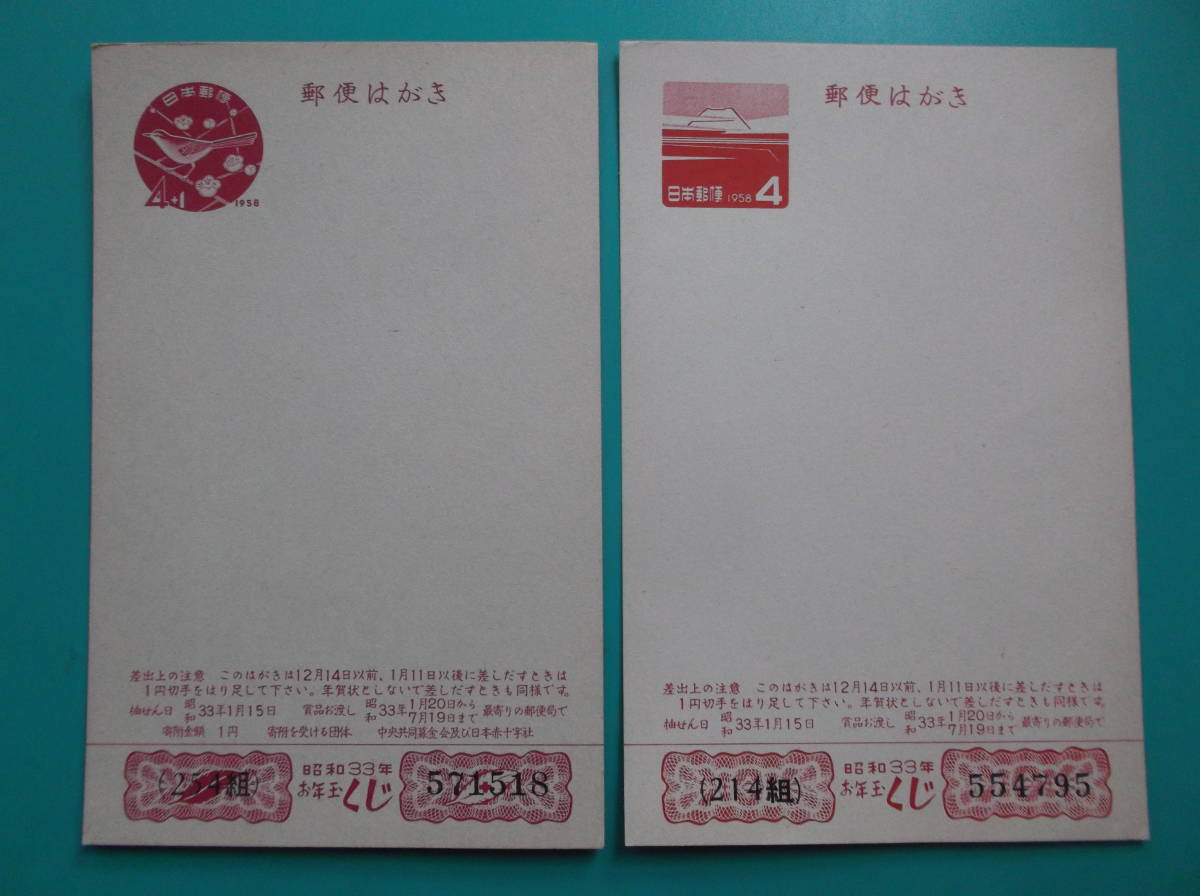 日本郵便
4+1
1958
郵便はがき
差出上の注意　このはがきは12月14日以前、1月11日以後に差しだすときは
1円切手をはり足して下さい。年賀状としないで差しだすときも同様です。
抽せん日 昭和33年1月15日　賞品お渡し 昭和33年 1月20日から 7月19日まで 最寄りの郵便局で
寄附金額　1円　寄附を受ける団体　中央共同募金会及び日本赤十字社
(254組)
昭和33年
お年玉くじ
571518
日本郵便 1958 4
郵便はがき
差出上の注意　このはがきは12月14日以前、1月11日以後に差しだすときは
1円切手をはり足して下さい。年賀状としないで差しだすときも同様です。
抽せん日 昭和33年1月15日　賞品お渡し 昭和33年 1月20日から 7月19日まで 最寄りの郵便局で
(214組)
昭和33年
お年玉くじ
554795